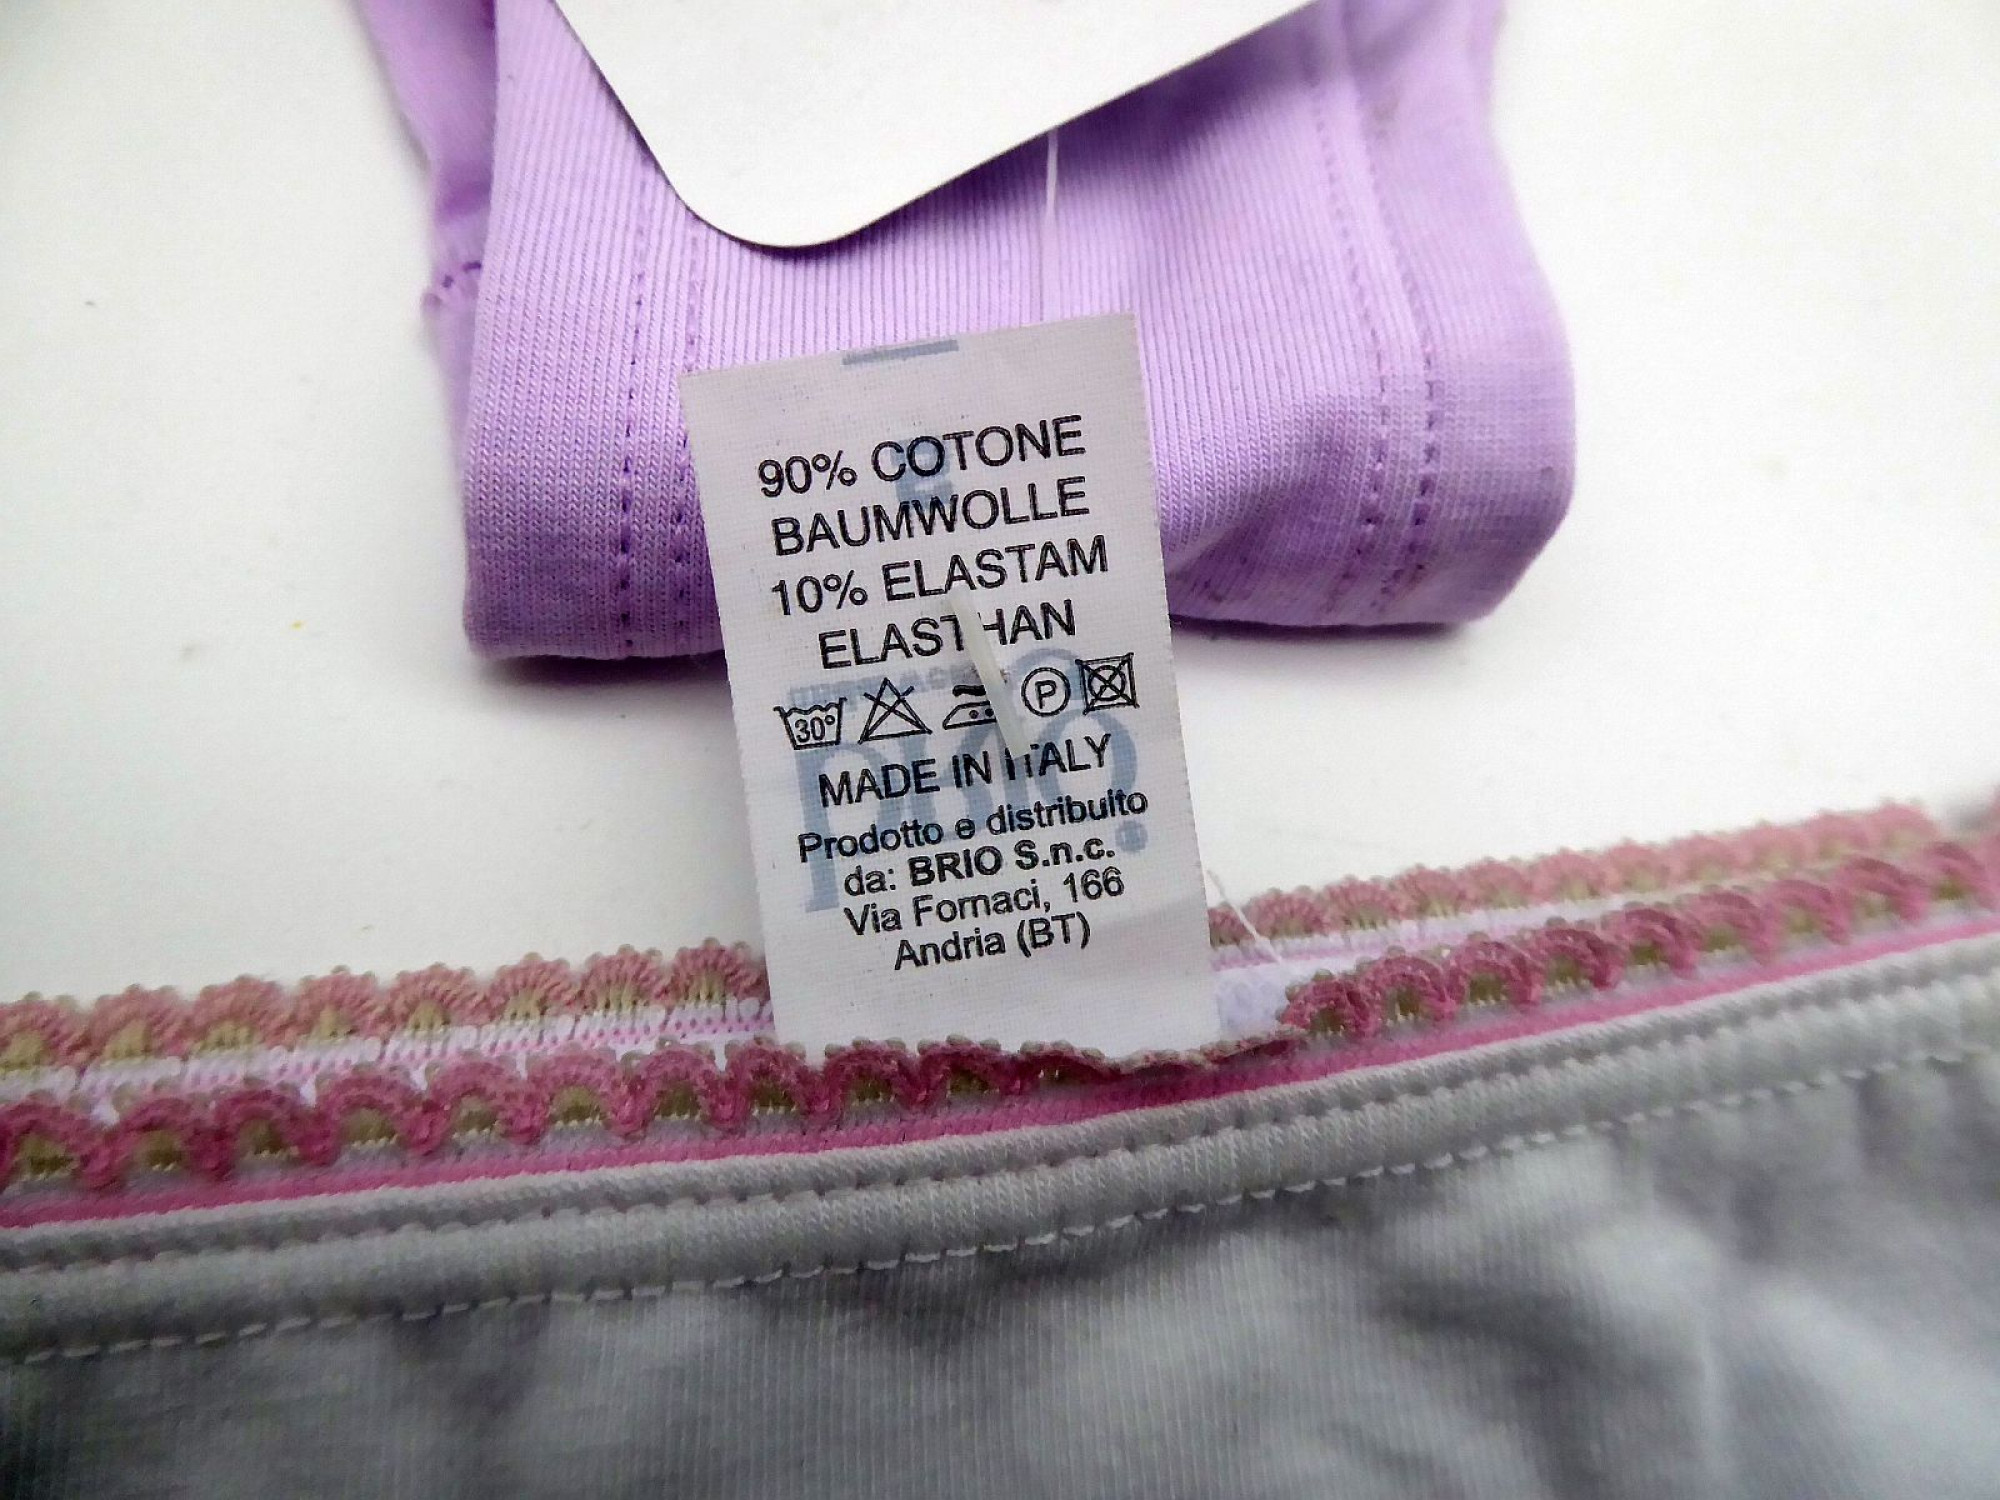 90% COTONE
BAUMWOLLE
10% ELASTAM
ELASTHAN
30° P
MADE IN ITALY
Prodotto e distribuito
da: BRIO S.n.c.
Via Fornaci, 166
Andria (BT)